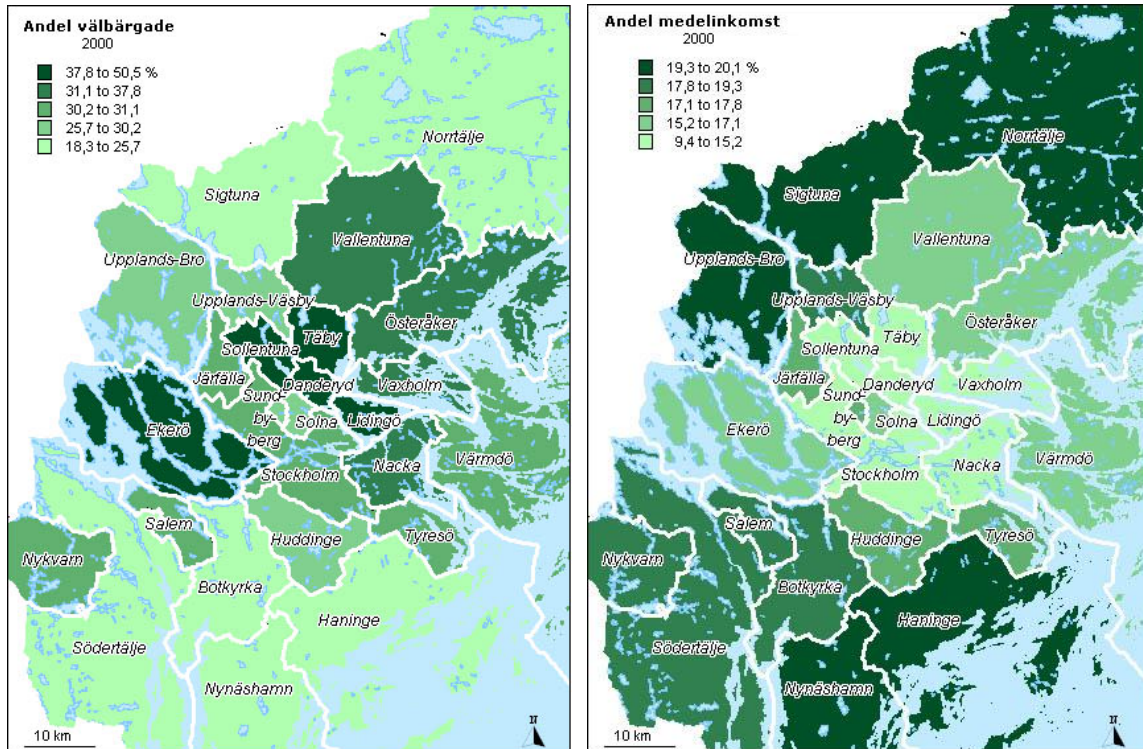 Andel välbärgade
2000
37,8 to 50,5 %
31,1 to 37,8
30,2 to 31,1
25,7 to 30,2
18,3 to 25,7
Norrtälje
Sigtuna
Vallentuna
Upplands-Bro
Upplands-Väsby
Österåker
Täby
Sollentuna
Järfälla
Danderyd
Vaxholm
Sund-
by-
berg
Solna
Lidingö
Ekerö
Stockholm
Nacka
Värmdö
Salem
Huddinge
Tyresö
Nykvarn
Botkyrka
Haninge
Södertälje
Nynäshamn
10 km
N
Andel medelinkomst
2000
19,3 to 20,1 %
17,8 to 19,3
17,1 to 17,8
15,2 to 17,1
9,4 to 15,2
Norrtälje
Sigtuna
Vallentuna
Upplands-Bro
Upplands-Väsby
Österåker
Täby
Sollentuna
Järfälla
Danderyd
Vaxholm
Sund-
by-
berg
Solna
Lidingö
Ekerö
Stockholm
Nacka
Värmdö
Salem
Huddinge
Tyresö
Nykvarn
Botkyrka
Haninge
Södertälje
Nynäshamn
10 km
N